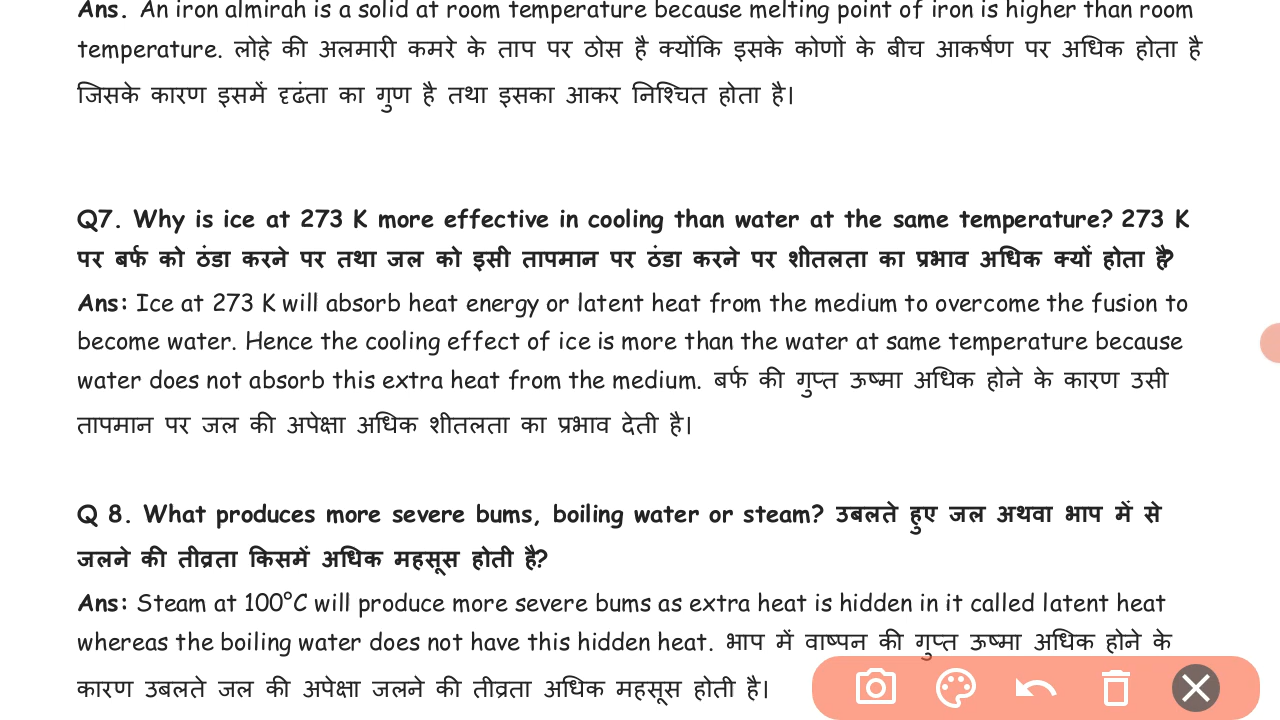 Ans. An iron almirah is a solid at room temperature because melting point of iron is higher than room
temperature. लोहे की अलमारी कमरे के ताप पर ठोस है क्योंकि इसके कोणों के बीच आकर्षण पर अधिक होता है
जिसके कारण इसमें दृढंता का गुण है तथा इसका आकर निश्चित होता है।
Q7. Why is ice at 273 K more effective in cooling than water at the same temperature? 273 K
पर बर्फ को ठंडा करने पर तथा जल को इसी तापमान पर ठंडा करने पर शीतलता का प्रभाव अधिक क्यों होता है?
Ans: Ice at 273 K will absorb heat energy or latent heat from the medium to overcome the fusion to
become water. Hence the cooling effect of ice is more than the water at same temperature because
water does not absorb this extra heat from the medium. बर्फ की गुप्त ऊष्मा अधिक होने के कारण उसी
तापमान पर जल की अपेक्षा अधिक शीतलता का प्रभाव देती है।
Q 8. What produces more severe bums, boiling water or steam? उबलते हुए जल अथवा भाप में से
जलने की तीव्रता किसमें अधिक महसूस होती है?
Ans: Steam at 100°C will produce more severe bums as extra heat is hidden in it called latent heat
whereas the boiling water does not have this hidden heat. भाप में वाष्पन की गुप्त ऊष्मा अधिक होने के
कारण उबलते जल की अपेक्षा जलने की तीव्रता अधिक महसूस होती है।